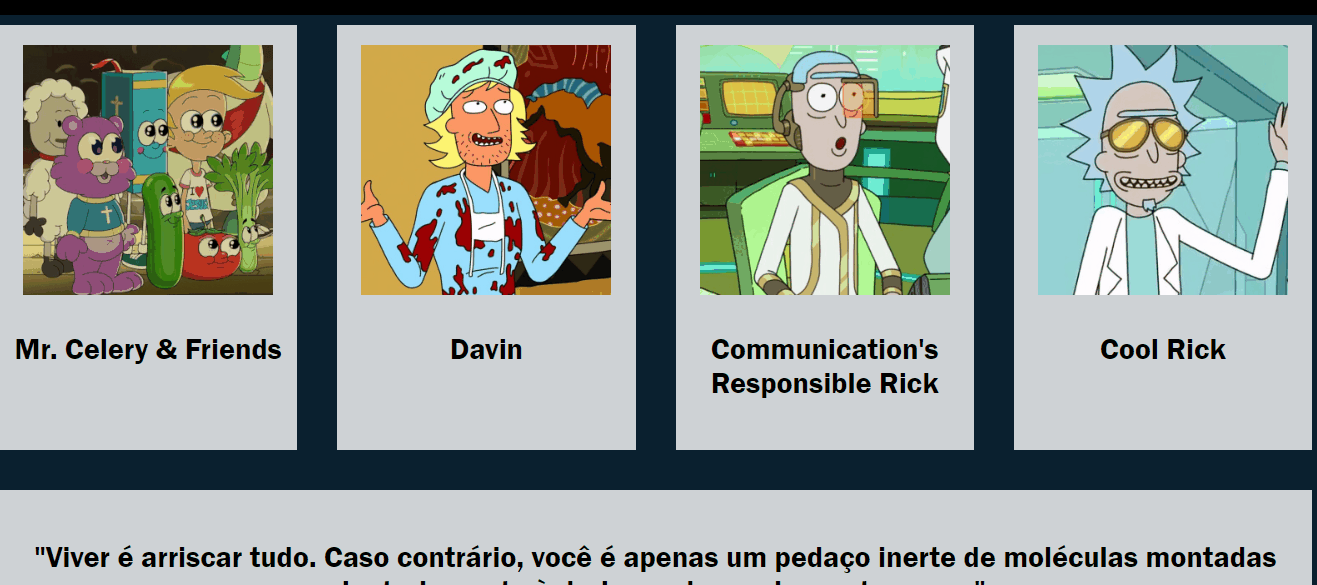 Mr. Celery & Friends
Davin
Communication's
Responsible Rick
Cool Rick
"Viver é arriscar tudo. Caso contrário, você é apenas um pedaço inerte de moléculas montadas